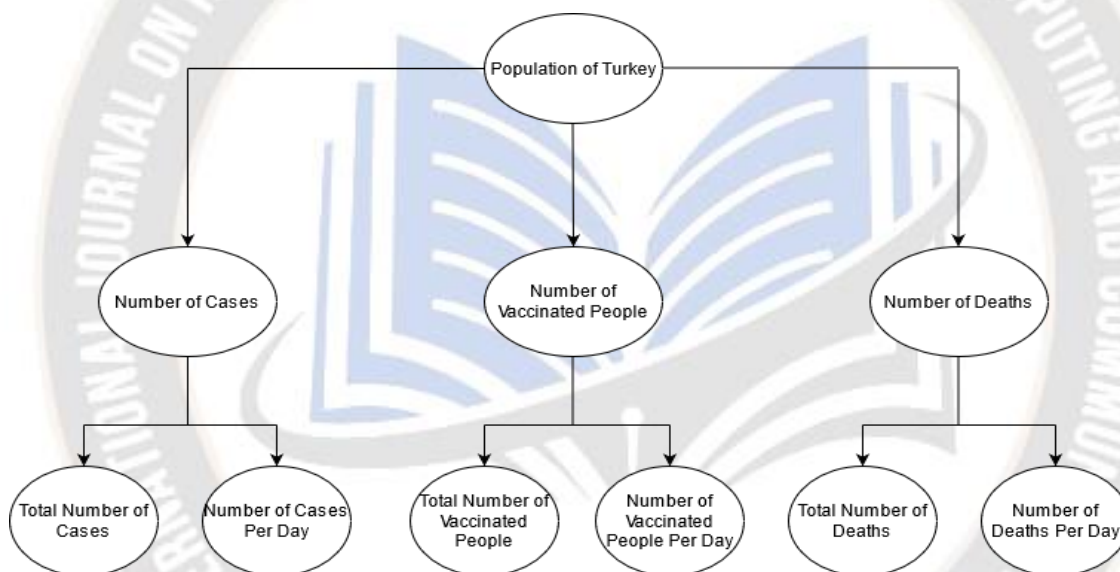 Population of Turkey
Number of Cases
Number of
Vaccinated People
Number of Deaths
Total Number of
Cases
Number of Cases
Per Day
Total Number of
Vaccinated
People
Number of
Vaccinated
People Per Day
Total Number of
Deaths
Number of
Deaths Per Day